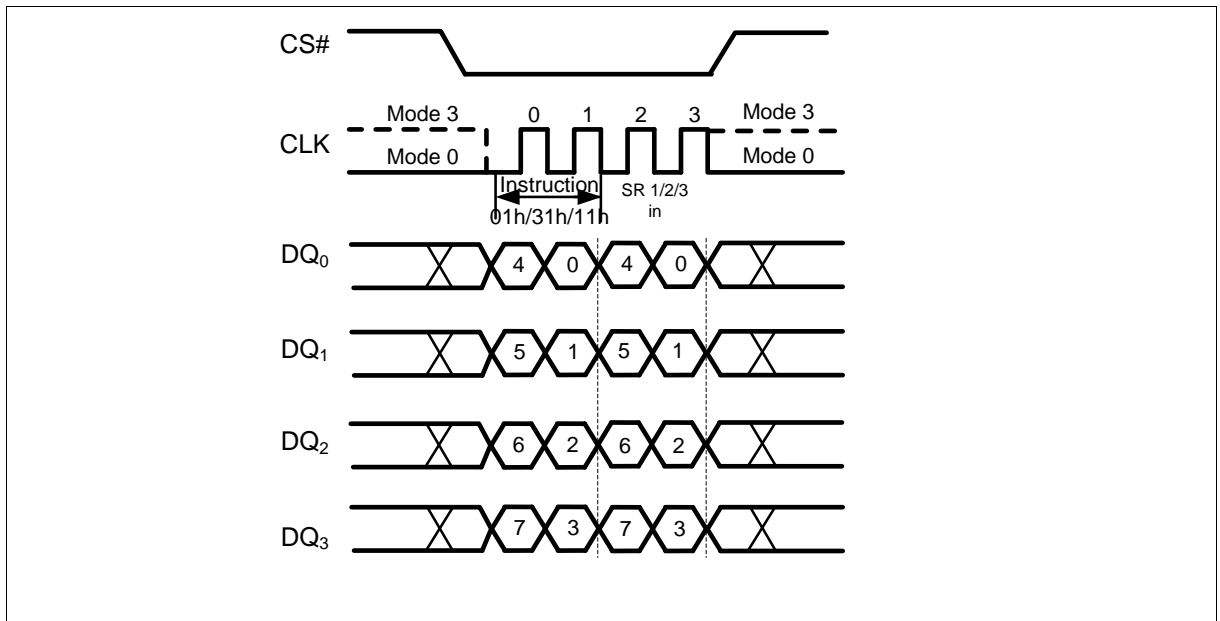 CS#
Mode 3 0 1 2 3 Mode 3
CLK
Mode 0 Mode 0
Instruction SR 1/2/3
01h/31h/11h in
DQ0 4 0 4 0
DQ1 5 1 5 1
DQ2 6 2 6 2
DQ3 7 3 7 3